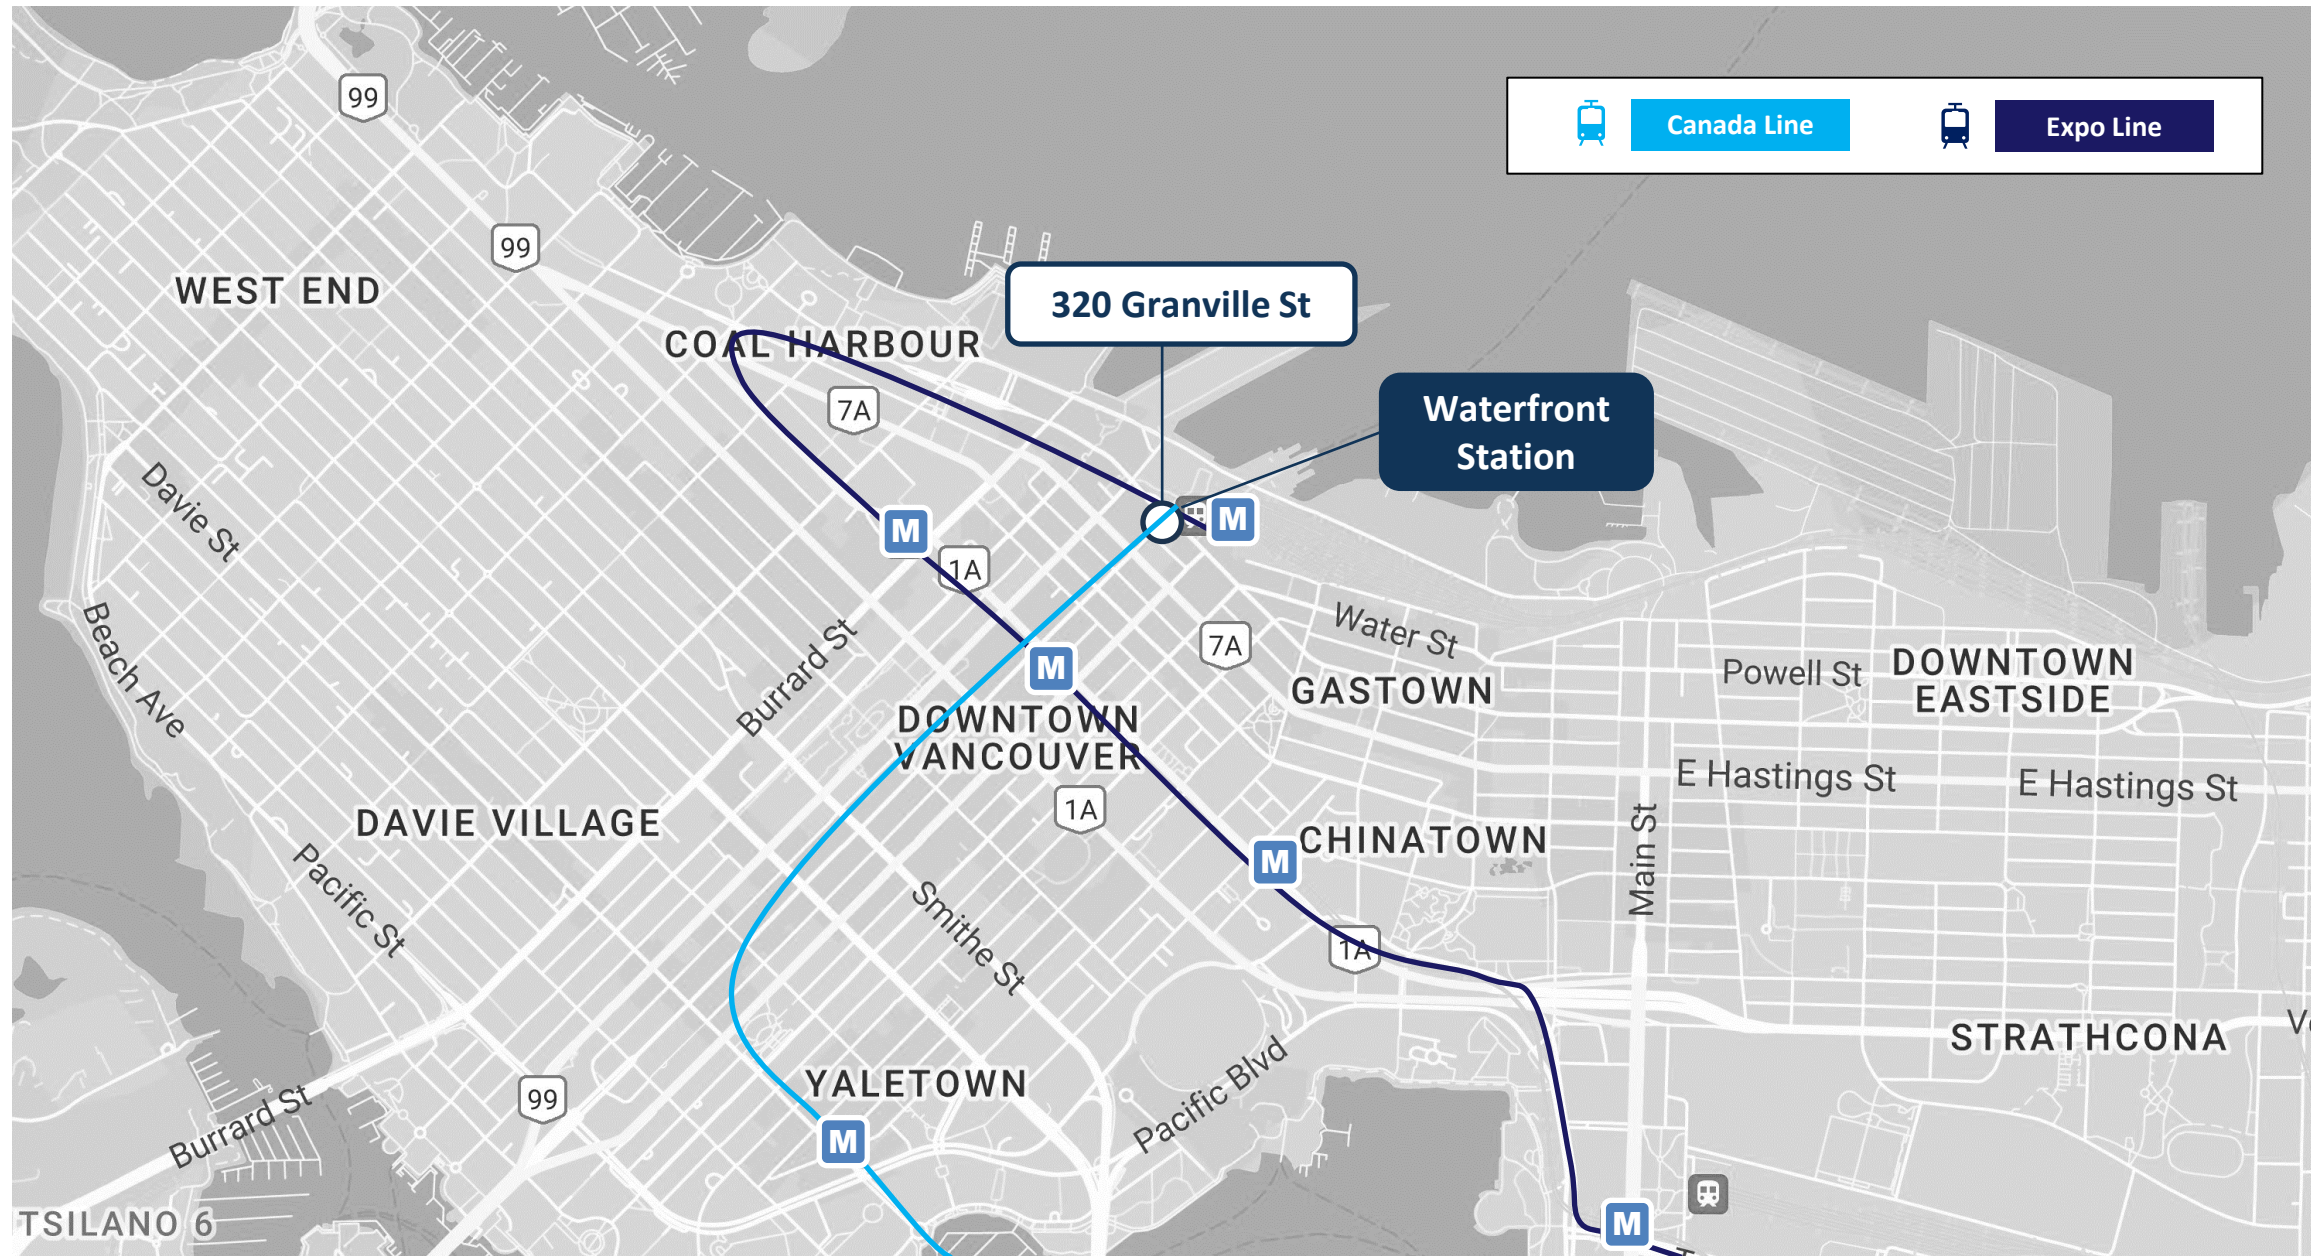 99
Canada Line
Expo Line
99
WEST END
320 Granville St
COAL HARBOUR
7A
Waterfront
Station
Davie St
M
M
1A
Beach Ave
Burrard St
M
Water St
7A
GASTOWN
Powell St
DOWNTOWN
EASTSIDE
DOWNTOWN
VANCOUVER
E Hastings St
E Hastings St
1A
DAVIE VILLAGE
CHINATOWN
M
Main St
Pacific St
Smithe St
1A
STRATHCONA
YALETOWN
Pacific Blvd
99
Burrard St
M
TSILANO 6
M